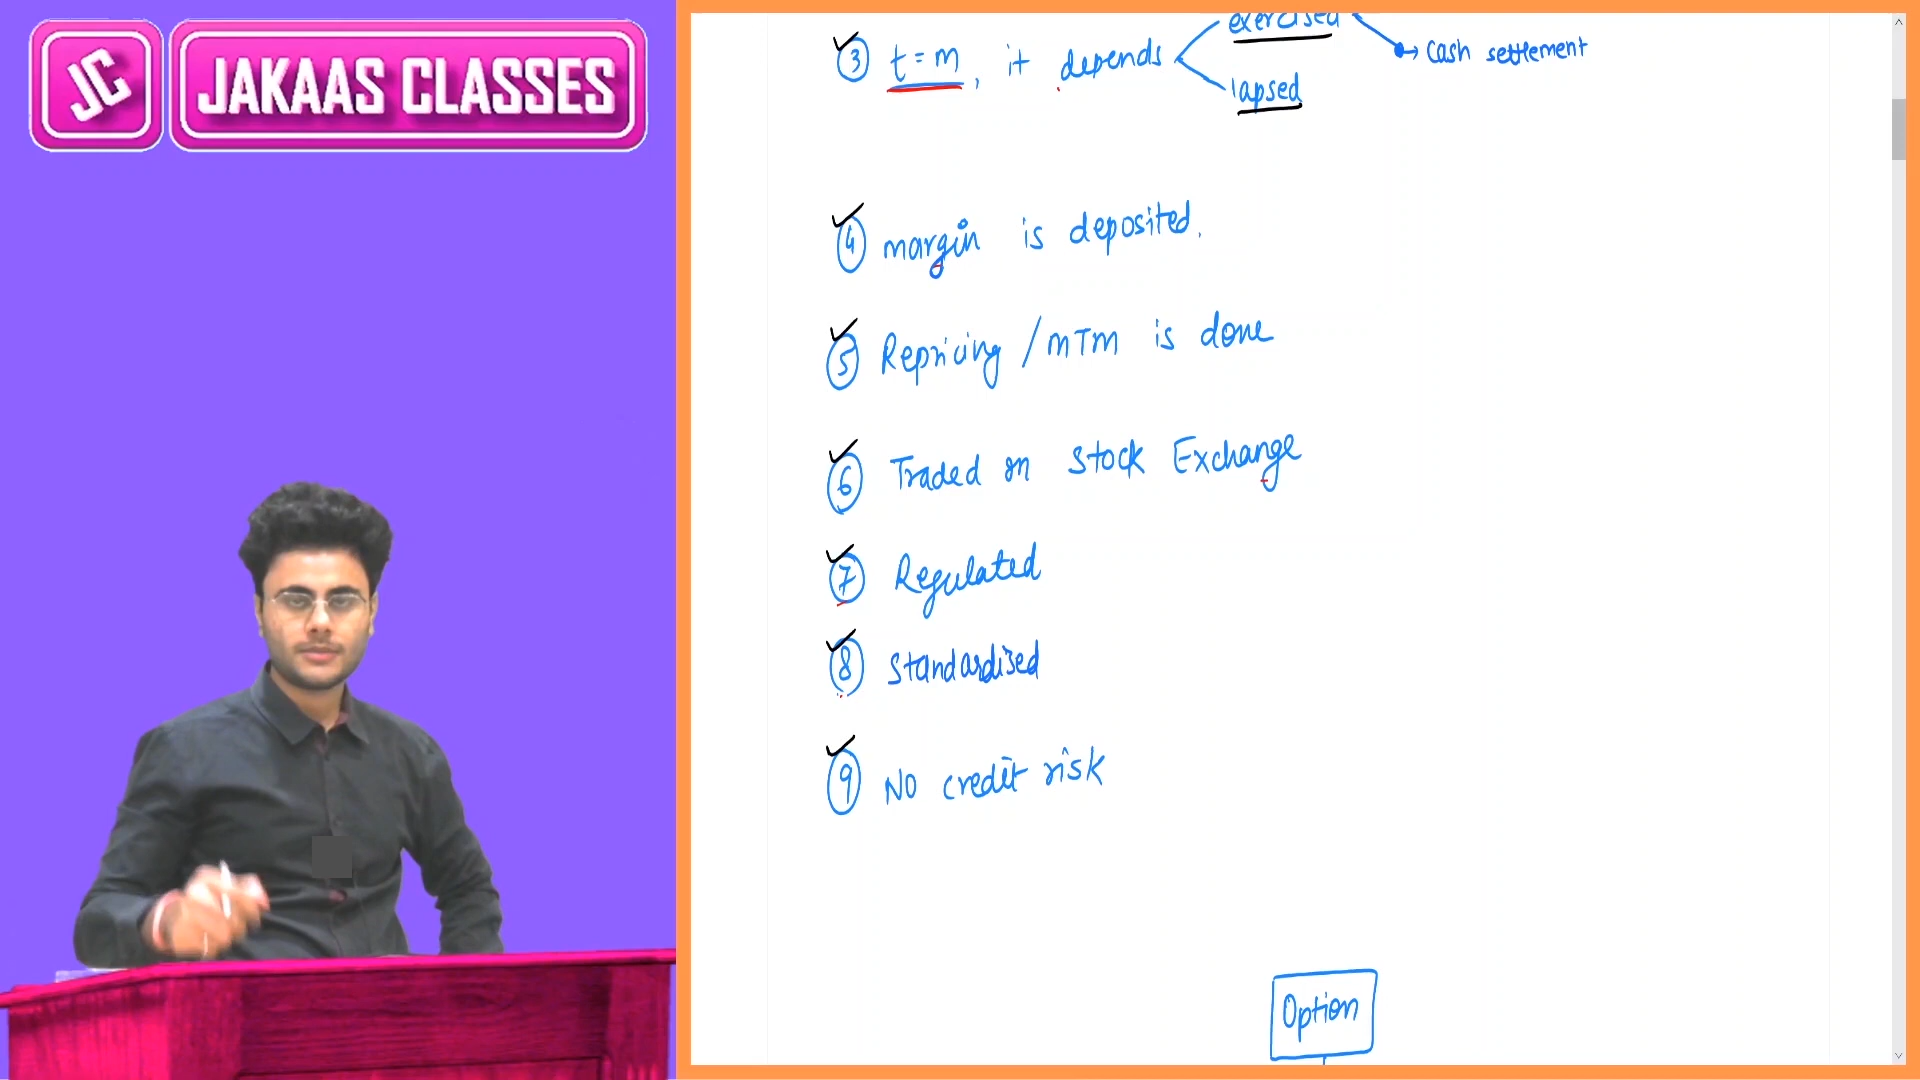 JC
JAKAAS CLASSES
exercised
→ Cash settlement
③ t = m, it depends
lapsed
④ margin is deposited.
⑤ Repricing / MTM is done
⑥ Traded on Stock Exchange
⑦ Regulated
⑧ Standardised
⑨ No credit risk
Option